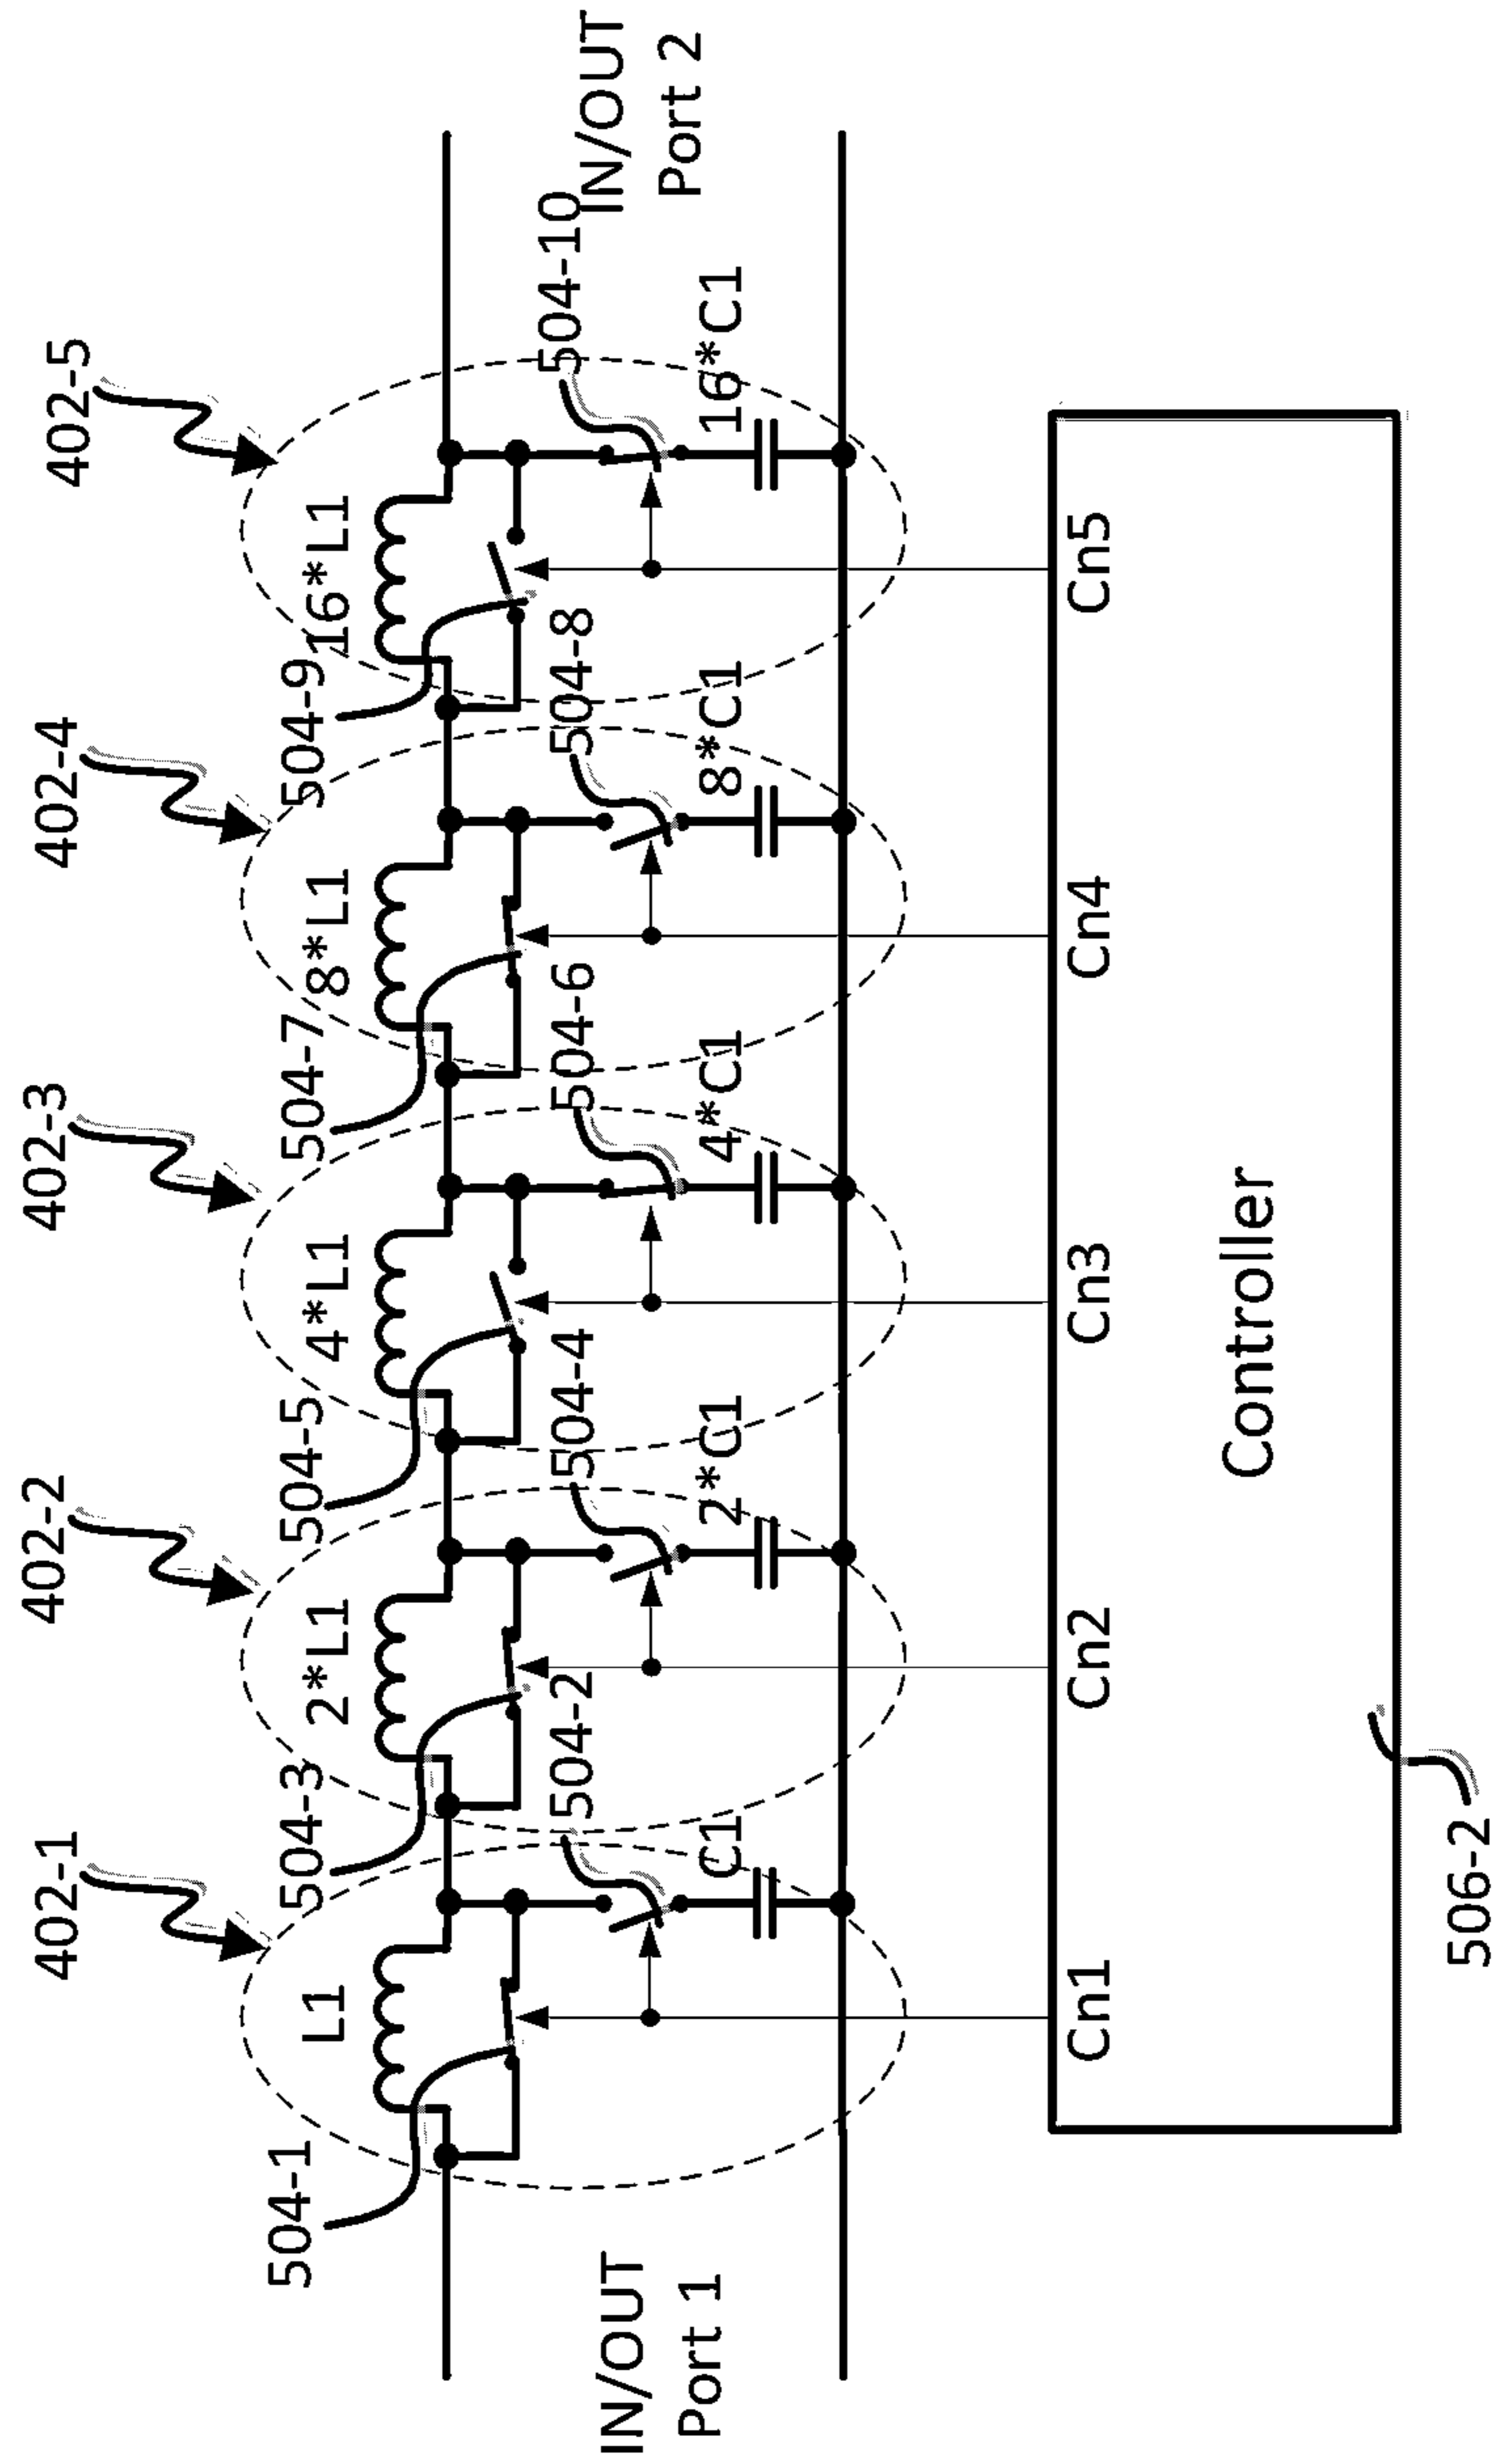 402-1
402-2
402-3
402-4
402-5
504-1
L1
504-3
2*L1
504-5
4*L1
504-7
8*L1
504-9
16*L1
504-2
504-4
504-6
504-8
504-10
IN/OUT
Port 1
C1
2*C1
4*C1
8*C1
16*C1
IN/OUT
Port 2
Cn1
Cn2
Cn3
Cn4
Cn5
Controller
506-2